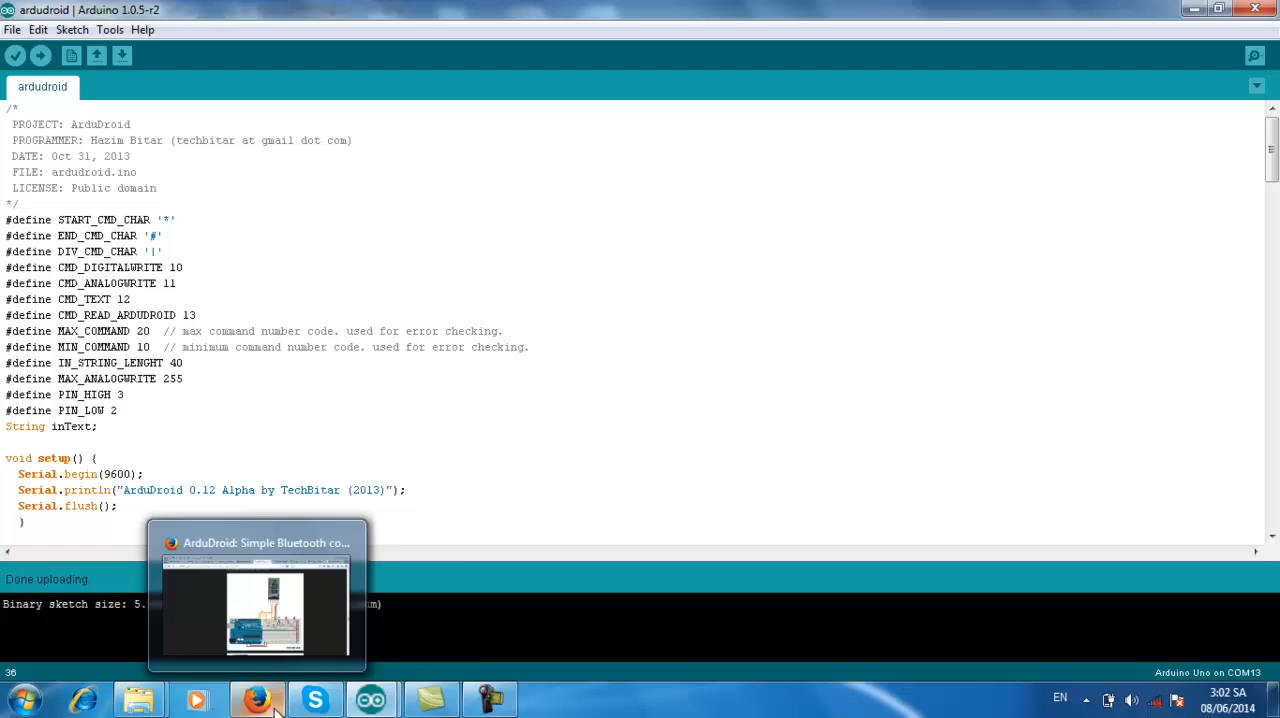 ardudroid | Arduino 1.0.5-r2
File Edit Sketch Tools Help
ardudroid
/*
PROJECT: ArduDroid
PROGRAMMER: Hazim Bitar (techbitar at gmail dot com)
DATE: Oct 31, 2013
FILE: ardudroid.ino
LICENSE: Public domain
*/
#define START_CMD_CHAR '*'
#define END_CMD_CHAR '#'
#define DIV_CMD_CHAR '|'
#define CMD_DIGITALWRITE 10
#define CMD_ANALOGWRITE 11
#define CMD_TEXT 12
#define CMD_READ_ARDUDROID 13
#define MAX_COMMAND 20  // max command number code. used for error checking.
#define MIN_COMMAND 10  // minimum command number code. used for error checking.
#define IN_STRING_LENGHT 40
#define MAX_ANALOGWRITE 255
#define PIN_HIGH 3
#define PIN_LOW 2
String inText;
void setup() {
Serial.begin(9600);
Serial.println("ArduDroid 0.12 Alpha by TechBitar (2013)");
Serial.flush();
}
ArduDroid: Simple Bluetooth co...
Done uploading.
Binary sketch size: 5.
36
Arduino Uno on COM13
EN
3:02 SA
08/06/2014